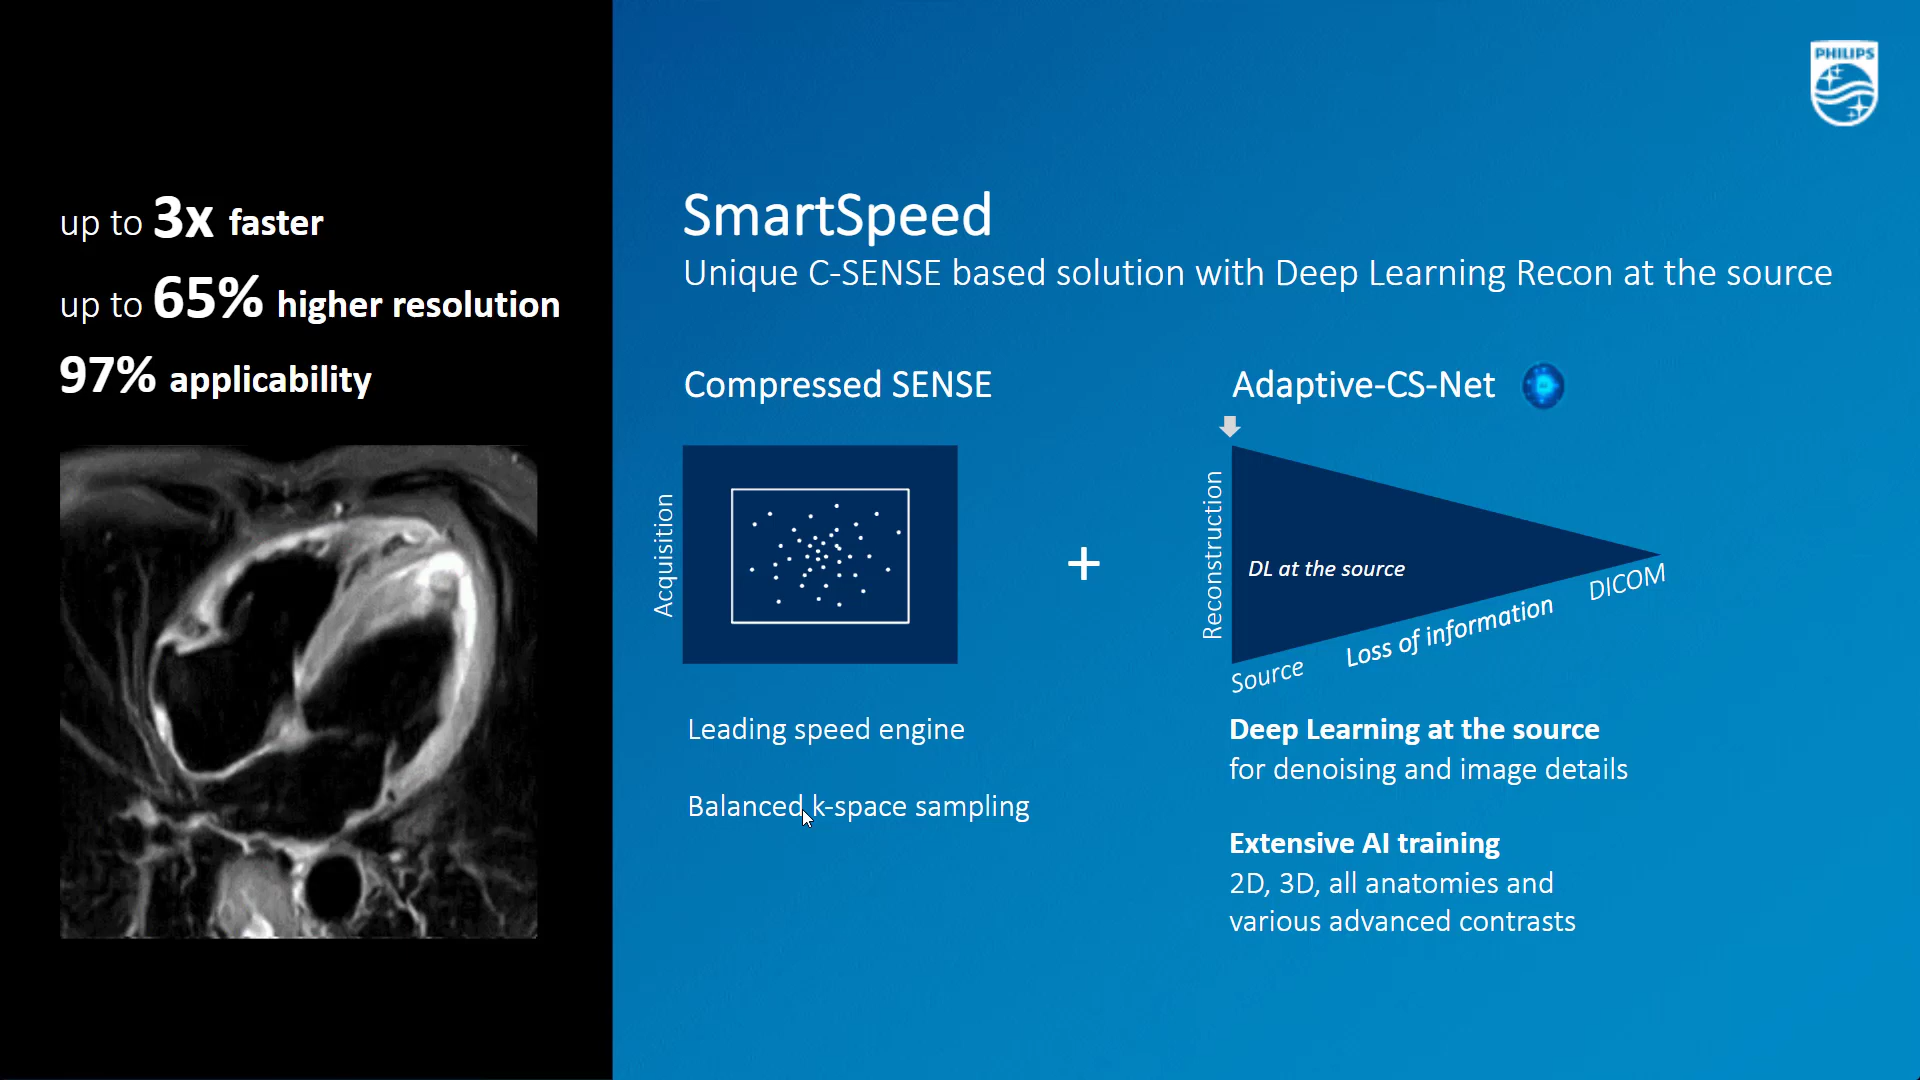 PHILIPS
up to 3x faster
up to 65% higher resolution
97% applicability
SmartSpeed
Unique C-SENSE based solution with Deep Learning Recon at the source
Compressed SENSE
Acquisition
Leading speed engine
Balanced k-space sampling
+
Adaptive-CS-Net
Reconstruction
DL at the source
Source
Loss of information
DICOM
Deep Learning at the source
for denoising and image details
Extensive AI training
2D, 3D, all anatomies and
various advanced contrasts